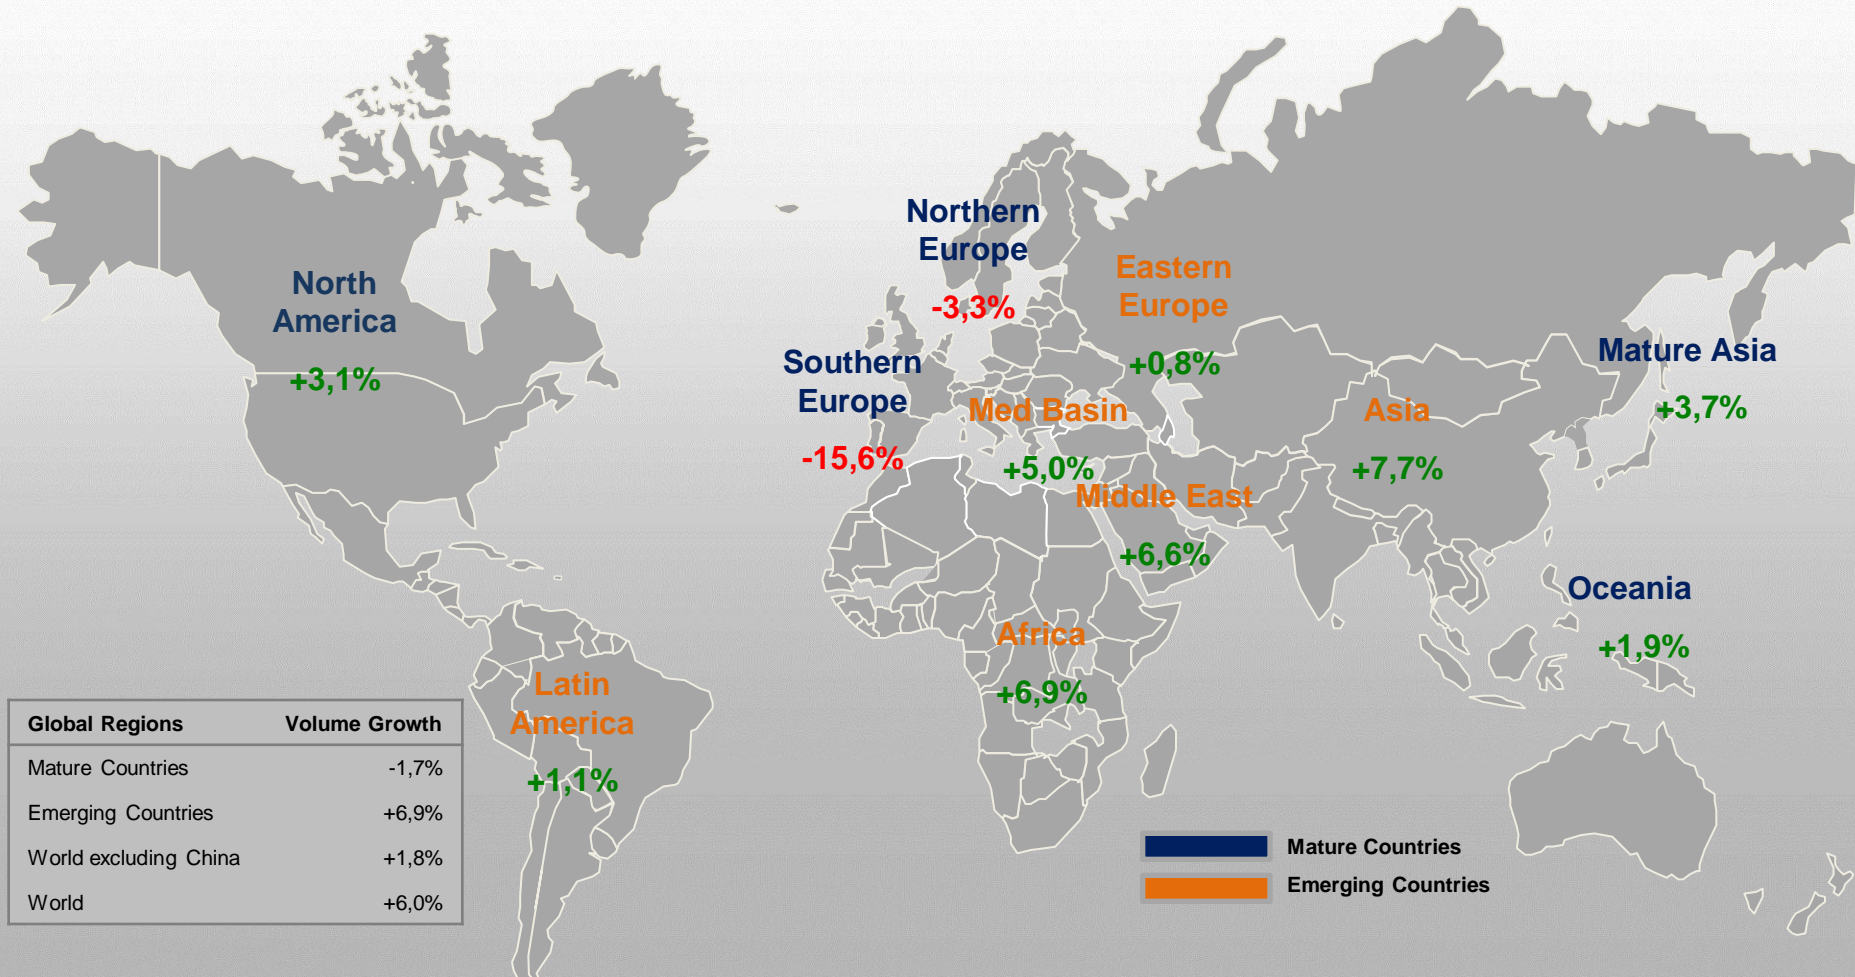 Northern
Europe
-3,3%
Eastern
Europe
+0,8%
North
America
+3,1%
Southern
Europe
-15,6%
Mature Asia
+3,7%
Med Basin
+5,0%
Asia
+7,7%
Middle East
+6,6%
Oceania
+1,9%
Africa
+6,9%
Latin
America
+1,1%
Global Regions Volume Growth
Mature Countries -1,7%
Emerging Countries +6,9%
World excluding China +1,8%
World +6,0%
Mature Countries
Emerging Countries